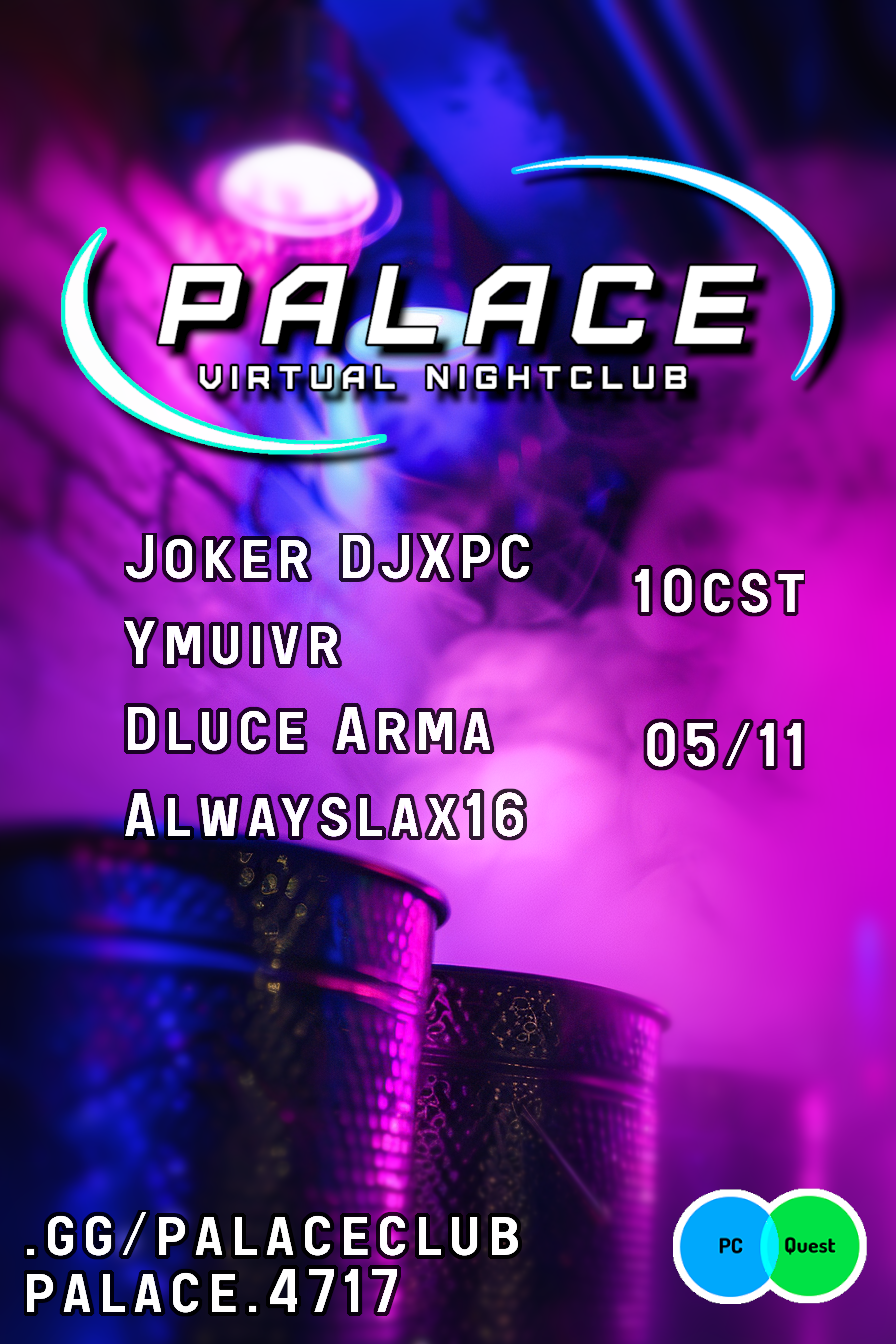 PALACE
VIRTUAL NIGHTCLUB
JOKER DJXPC
YMUIVR
DLUCE ARMA
ALWAYSLAX16
10CST
05/11
.GG/PALACECLUB
PALACE.4717
PC Quest